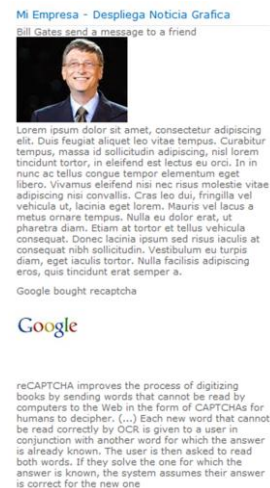 Mi Empresa - Despliega Noticia Grafica
Bill Gates send a message to a friend
Lorem ipsum dolor sit amet, consectetur adipiscing
elit. Duis feugiat aliquet leo vitae tempus. Curabitur
tempus, massa id sollicitudin adipiscing, nisl lorem
tincidunt tortor, in eleifend est lectus eu orci. In in
nunc ac tellus congue tempor elementum eget
libero. Vivamus eleifend nisi nec risus molestie vitae
adipiscing nisi convallis. Cras leo dui, fringilla vel
vehicula ut, lacinia eget lorem. Mauris vel lacus a
metus ornare tempus. Nulla eu dolor erat, ut
pharetra diam. Etiam at tortor et tellus vehicula
consequat. Donec lacinia ipsum sed risus iaculis at
consequat nibh sollicitudin. Vestibulum eu turpis
diam, eget iaculis tortor. Nulla facilisis adipiscing
eros, quis tincidunt erat semper a.
Google bought recaptcha
Google
reCAPTCHA improves the process of digitizing
books by sending words that cannot be read by
computers to the Web in the form of CAPTCHAs for
humans to decipher. (...) Each new word that cannot
be read correctly by OCR is given to a user in
conjunction with another word for which the answer
is already known. The user is then asked to read
both words. If they solve the one for which the
answer is known, the system assumes their answer
is correct for the new one